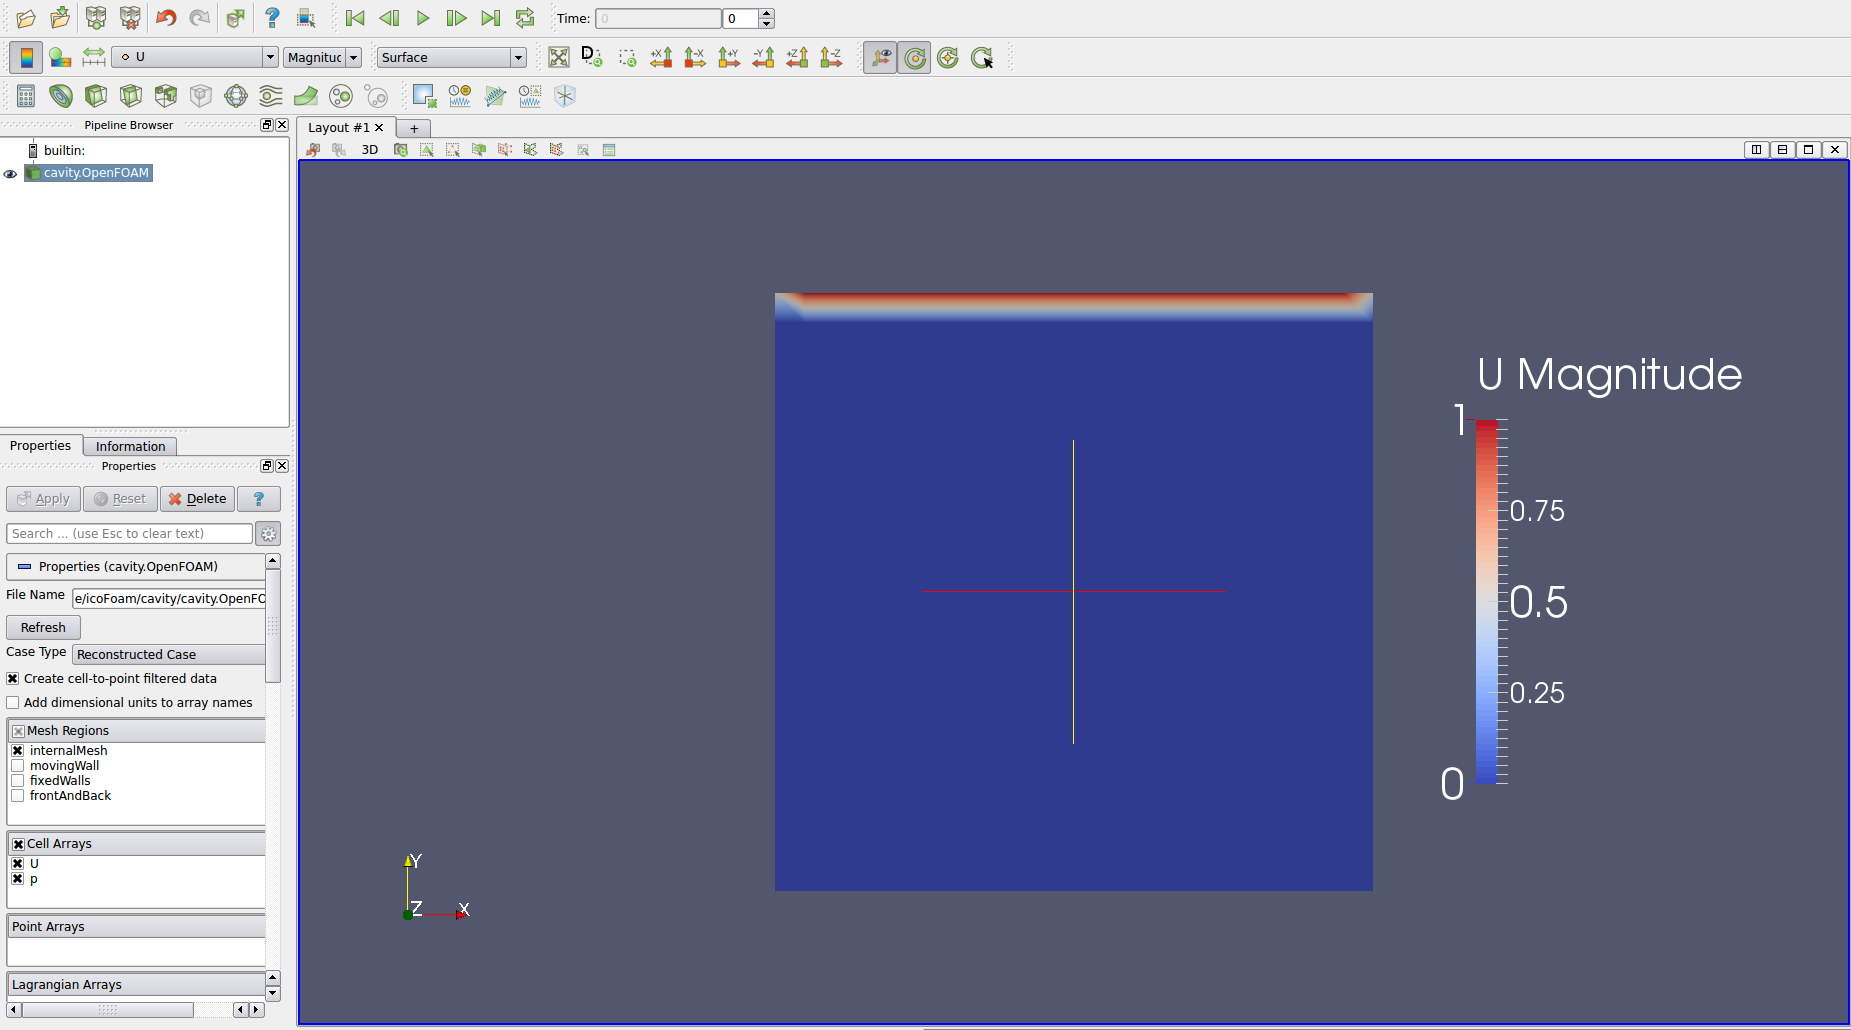 Time: 0 0
U Magnituc Surface
+X -X +Y -Y +Z -Z
Pipeline Browser
builtin:
cavity.OpenFOAM
Layout #1
3D
U Magnitude
1
0.75
0.5
0.25
0
Y
Z X
Properties Information
Properties
Apply Reset Delete ?
Search ... (use Esc to clear text)
Properties (cavity.OpenFOAM)
File Name e/icoFoam/cavity/cavity.OpenFO
Refresh
Case Type Reconstructed Case
Create cell-to-point filtered data
Add dimensional units to array names
Mesh Regions
internalMesh
movingWall
fixedWalls
frontAndBack
Cell Arrays
U
p
Point Arrays
Lagrangian Arrays